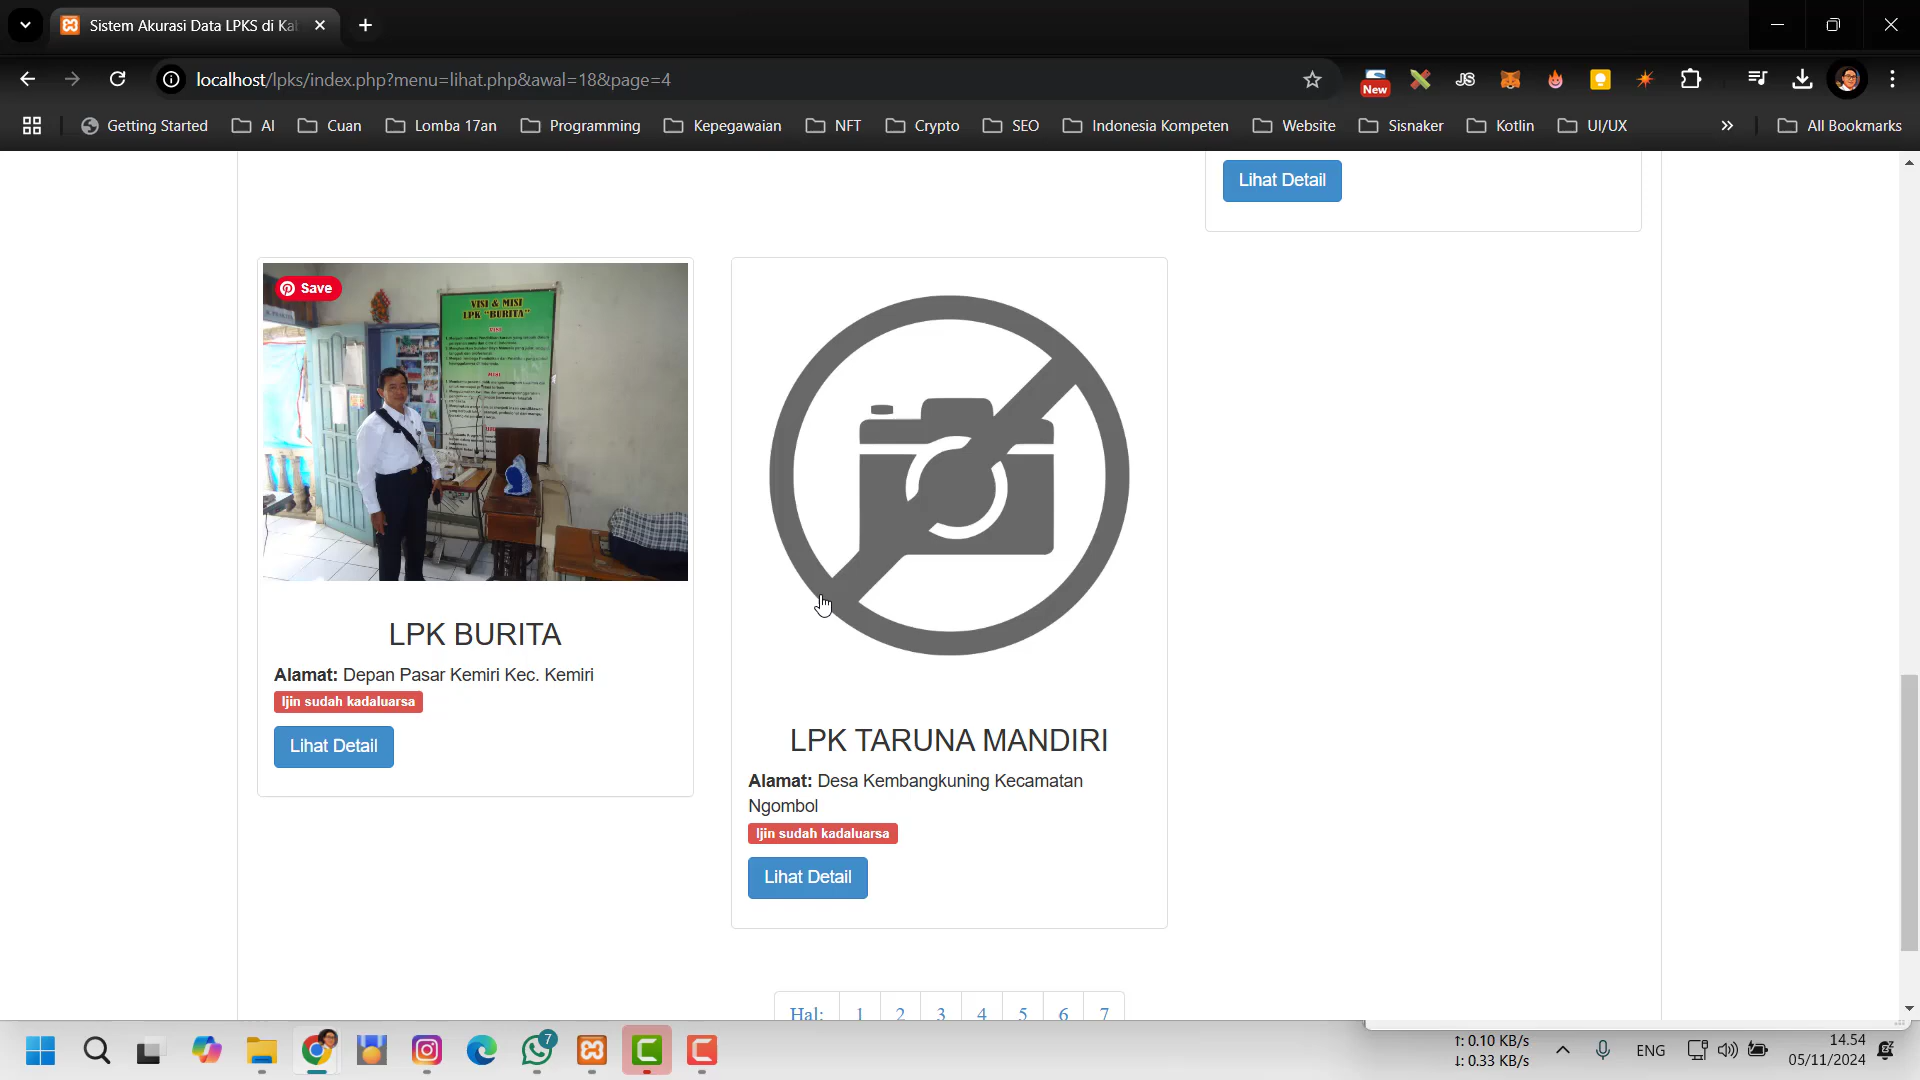 Sistem Akurasi Data LPKS di Ka
localhost/lpks/index.php?menu=lihat.php&awal=18&page=4
New
JS
Getting Started
AI
Cuan
Lomba 17an
Programming
Kepegawaian
NFT
Crypto
SEO
Indonesia Kompeten
Website
Sisnaker
Kotlin
UI/UX
All Bookmarks
Lihat Detail
Save
VISI & MISI
LPK "BURITA"
LPK BURITA
Alamat: Depan Pasar Kemiri Kec. Kemiri
Ijin sudah kadaluarsa
Lihat Detail
LPK TARUNA MANDIRI
Alamat: Desa Kembangkuning Kecamatan
Ngombol
Ijin sudah kadaluarsa
Lihat Detail
Hal: 1 2 3 4 5 6 7
7
↑: 0.10 KB/s
↓: 0.33 KB/s
ENG
14.54
05/11/2024